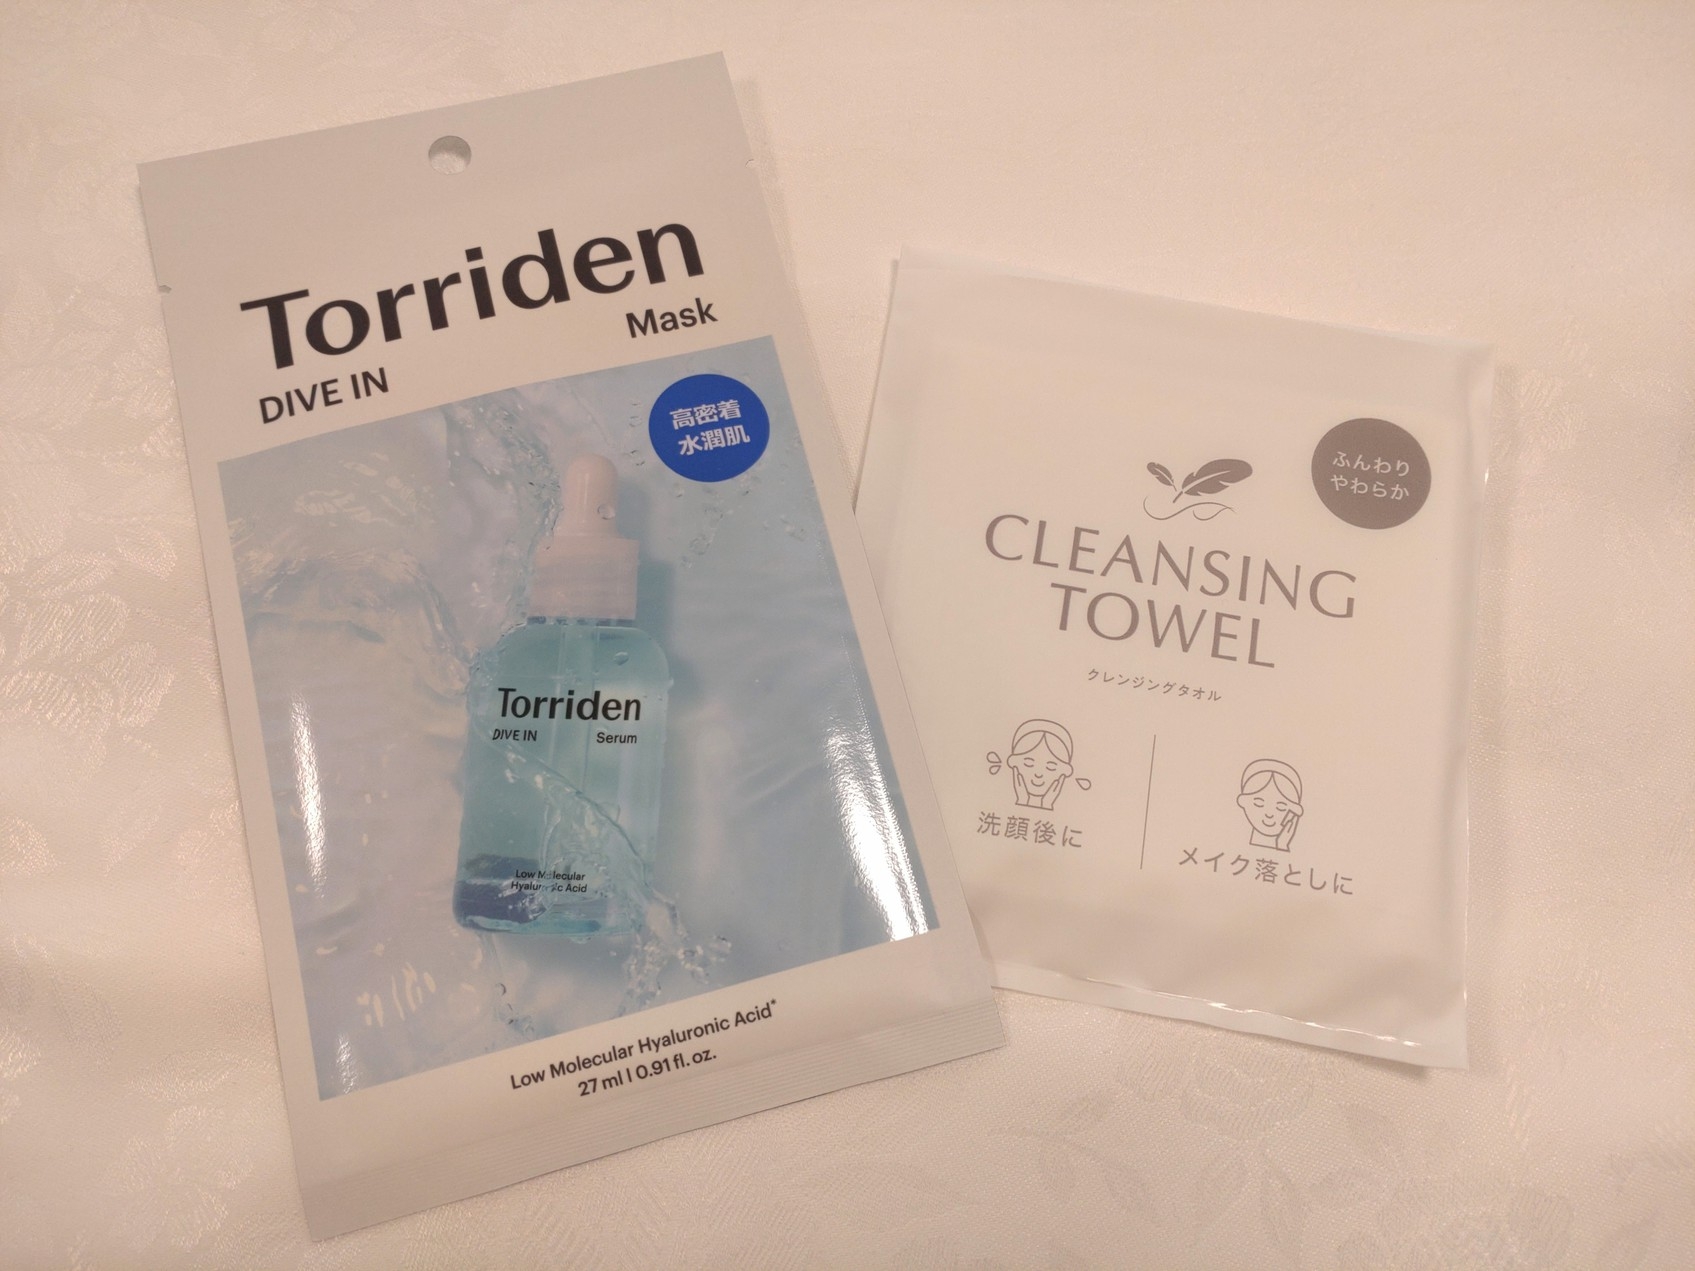 Torriden
Mask
DIVE IN
高密着
水潤肌
Torriden
DIVE IN Serum
Low Molecular
Hyaluronic Acid
Low Molecular Hyaluronic Acid*
27 ml | 0.91 fl. oz.
ふんわり
やわらか
CLEANSING
TOWEL
クレンジングタオル
洗顔後に
メイク落としに